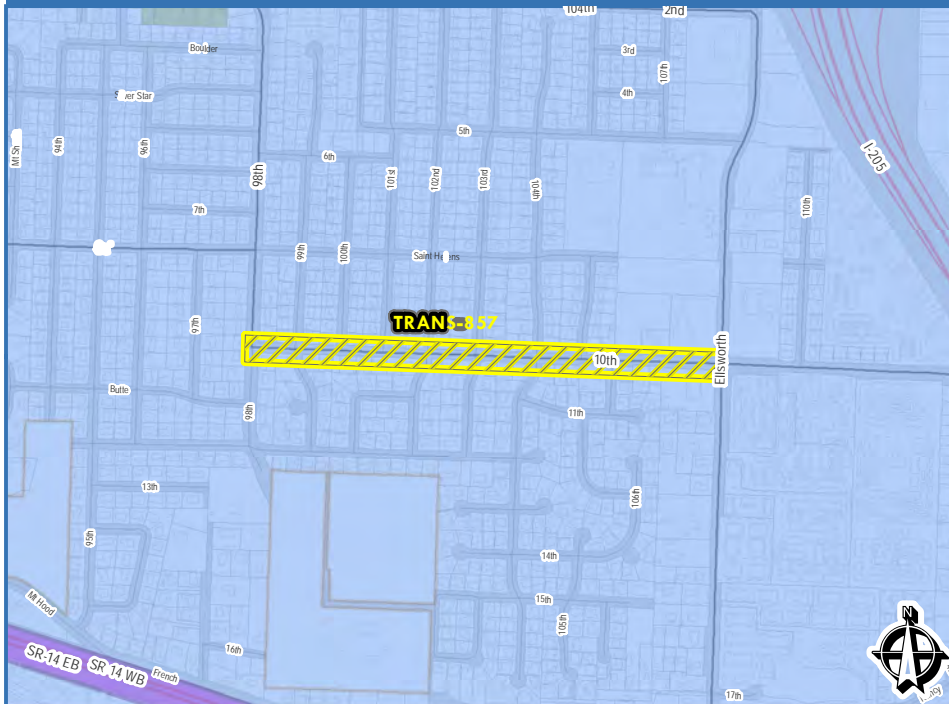 104th
2nd
Boulder
3rd
107th
4th
5th
94th
96th
98th
6th
I-205
101st
102nd
103rd
104th
110th
7th
99th
100th
97th
TRANS-857
10th
Ellsworth
Butte
98th
11th
13th
106th
95th
14th
Mt Hood
15th
105th
16th
SR-14 EB
SR 14 WB
French
17th
N